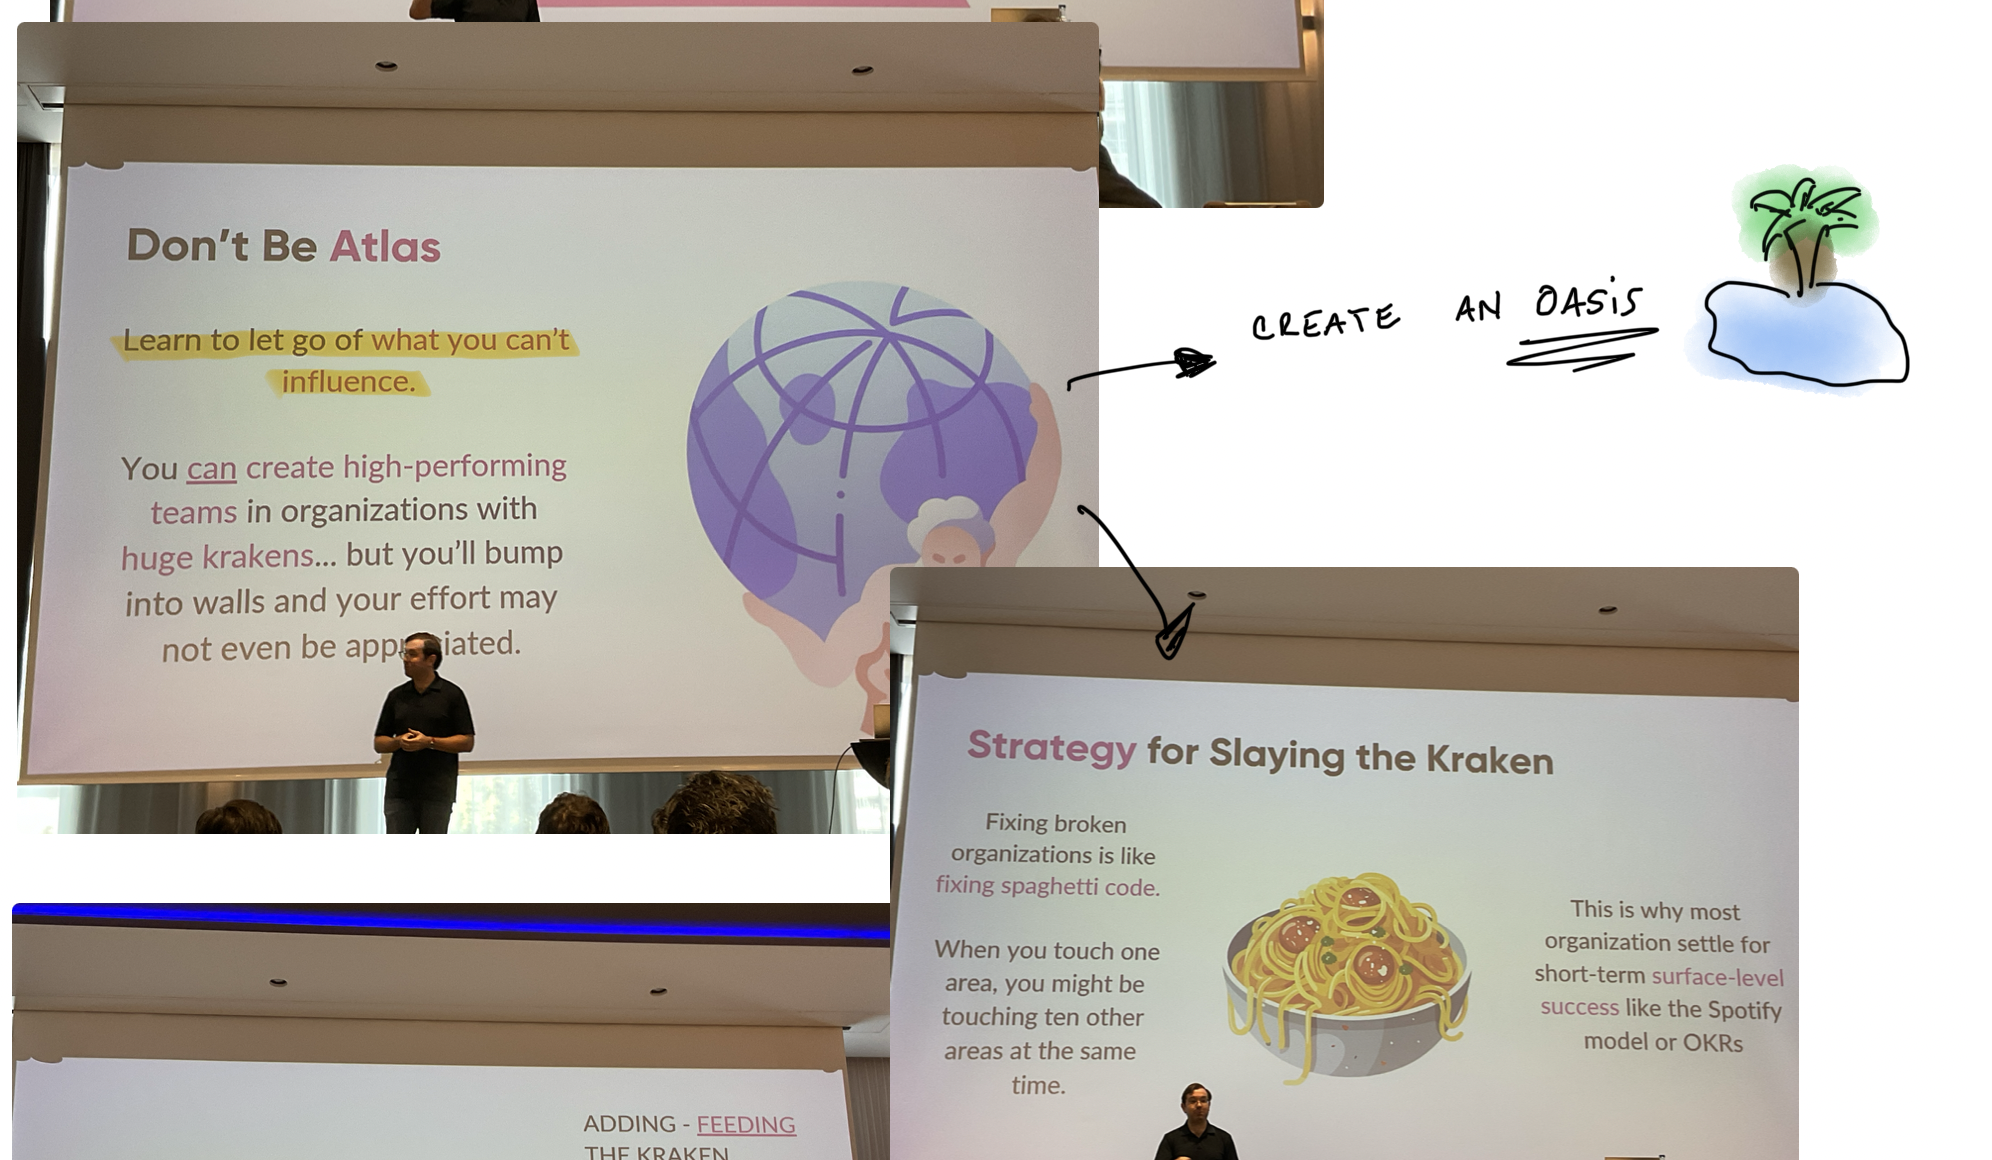 Don't Be Atlas
Learn to let go of what you can't
influence.
You can create high-performing
teams in organizations with
huge krakens... but you'll bump
into walls and your effort may
not even be appreciated.
CREATE AN OASIS
Strategy for Slaying the Kraken
Fixing broken
organizations is like
fixing spaghetti code.
When you touch one
area, you might be
touching ten other
areas at the same
time.
This is why most
organization settle for
short-term surface-level
success like the Spotify
model or OKRs
ADDING - FEEDING
THE KRAKEN